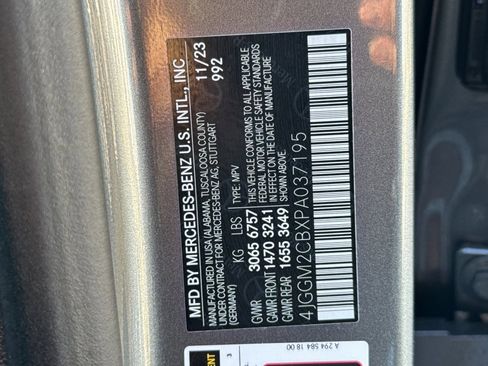 MFD BY MERCEDES-BENZ U.S. INTL., INC
MANUFACTURED IN USA (ALABAMA, TUSCALOOSA COUNTY)
UNDER CONTRACT FOR MERCEDES-BENZ AG, STUTTGART
(GERMANY) 11/23
992
KG LBS TYPE: MPV
GVWR 3065 6757
GWWR FRONT 1470 3241
GWWR REAR 1655 3649
THIS VEHICLE CONFORMS TO ALL APPLICABLE
FEDERAL MOTOR VEHICLE SAFETY STANDARDS
IN EFFECT ON THE DATE OF MANUFACTURE
SHOWN ABOVE.
4JGGM2CBXPA037195
A 294 584 18 00